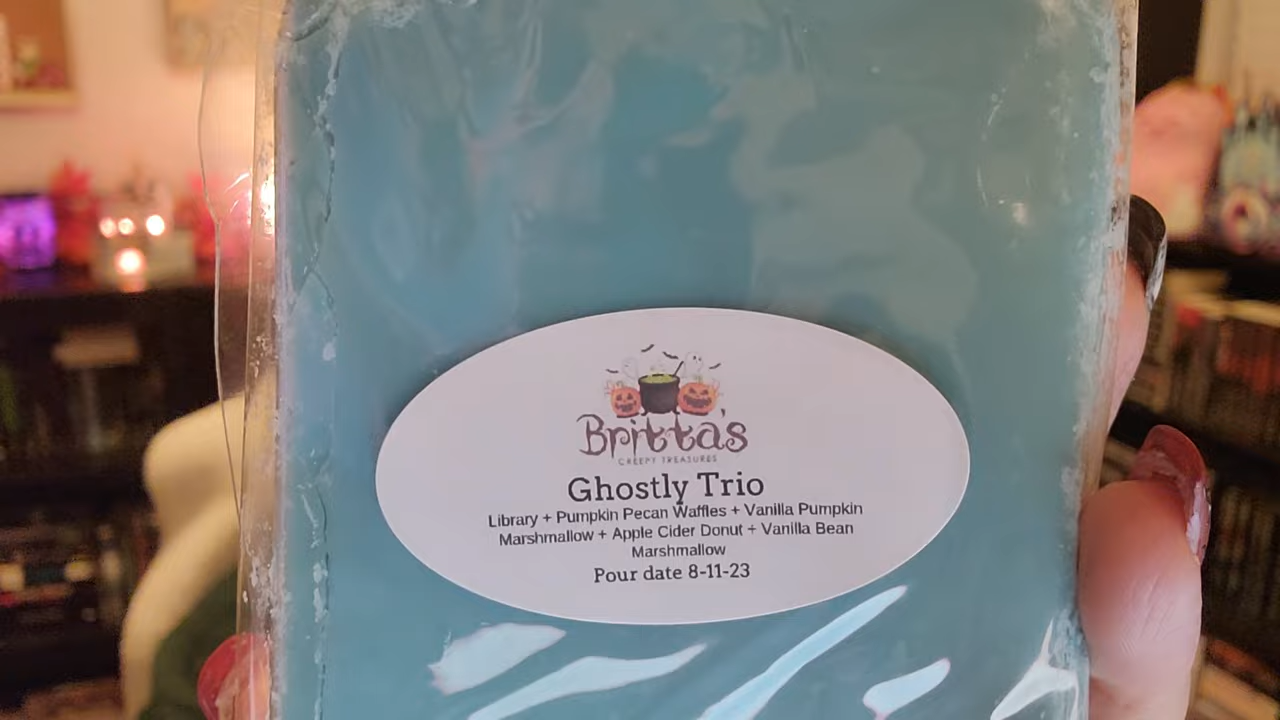 Britta's
CREEPY TREASURES
Ghostly Trio
Library + Pumpkin Pecan Waffles + Vanilla Pumpkin
Marshmallow + Apple Cider Donut + Vanilla Bean
Marshmallow
Pour date 8-11-23